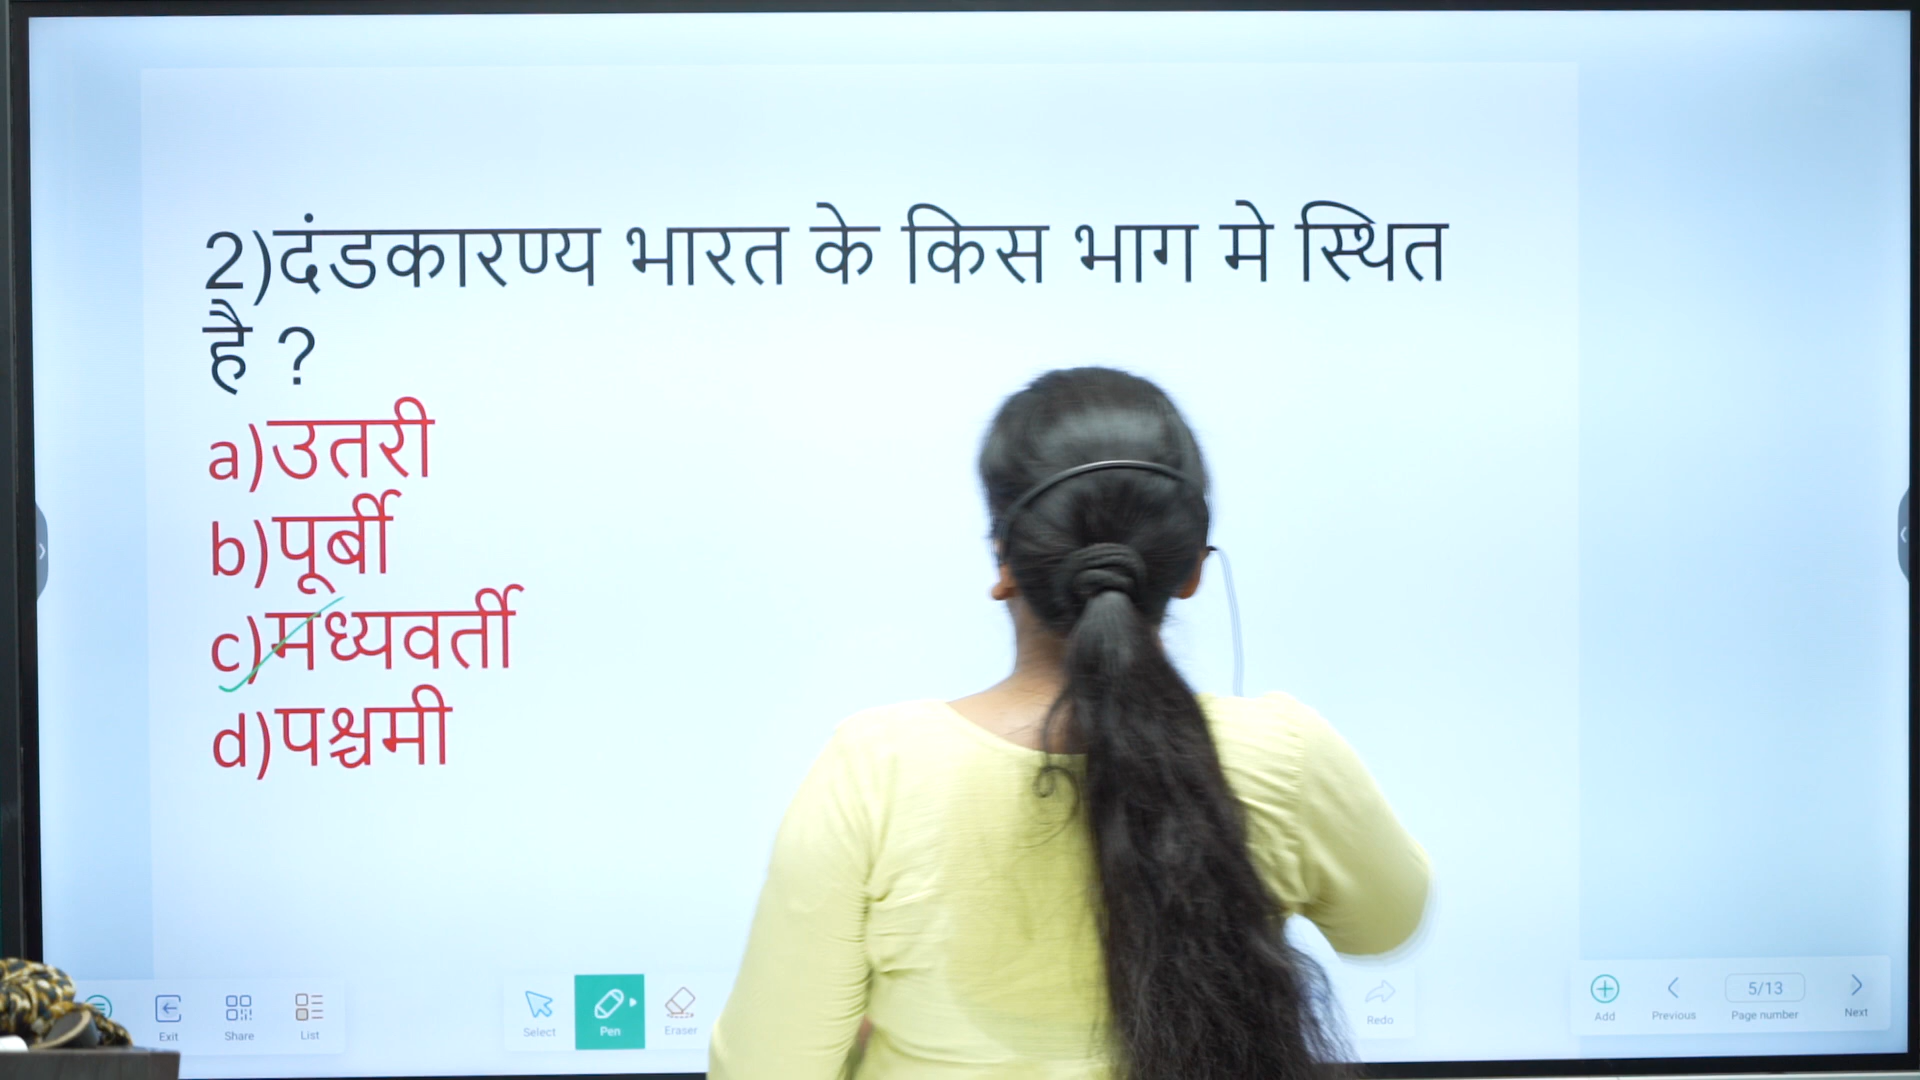 2)दंडकारण्य भारत के किस भाग मे स्थित
है ?
a)उतरी
b)पूर्बी
c)मध्यवर्ती
d)पश्चमी
Exit Share List Select Pen Eraser Redo Add Previous 5/13 Page number Next